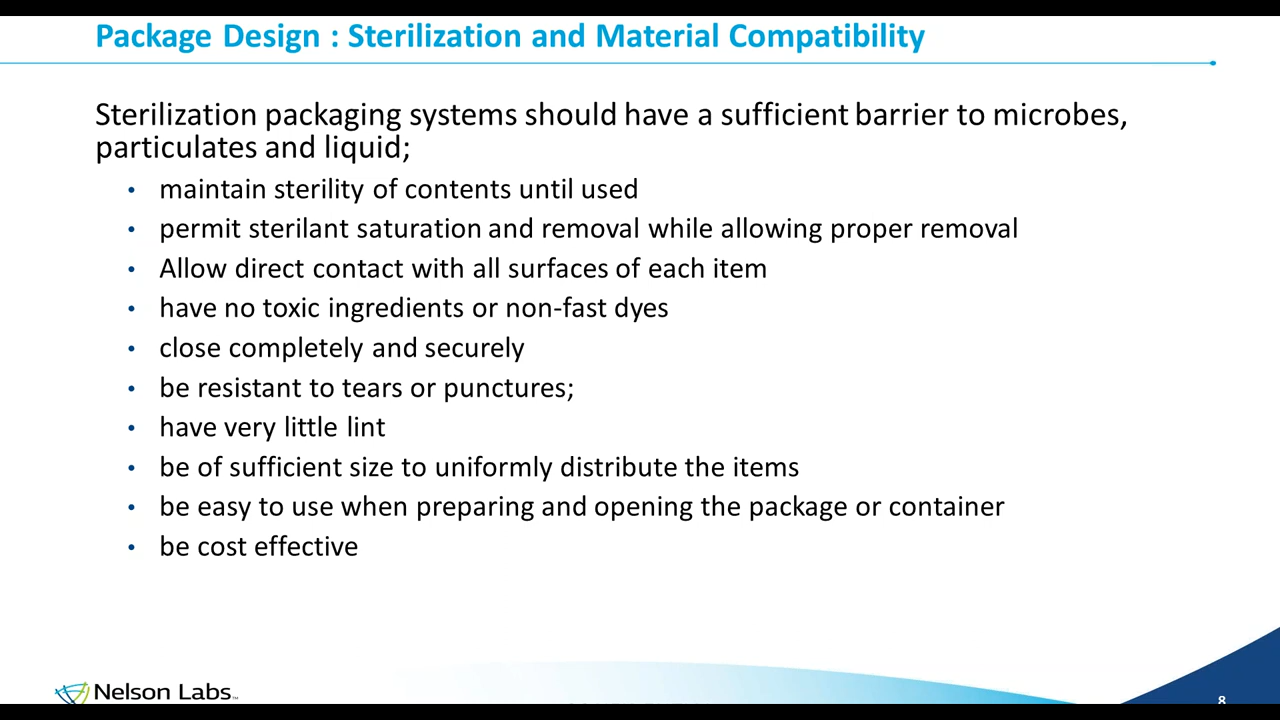 Package Design : Sterilization and Material Compatibility
Sterilization packaging systems should have a sufficient barrier to microbes,
particulates and liquid;
• maintain sterility of contents until used
• permit sterilant saturation and removal while allowing proper removal
• Allow direct contact with all surfaces of each item
• have no toxic ingredients or non-fast dyes
• close completely and securely
• be resistant to tears or punctures;
• have very little lint
• be of sufficient size to uniformly distribute the items
• be easy to use when preparing and opening the package or container
• be cost effective
Nelson Labs™
8